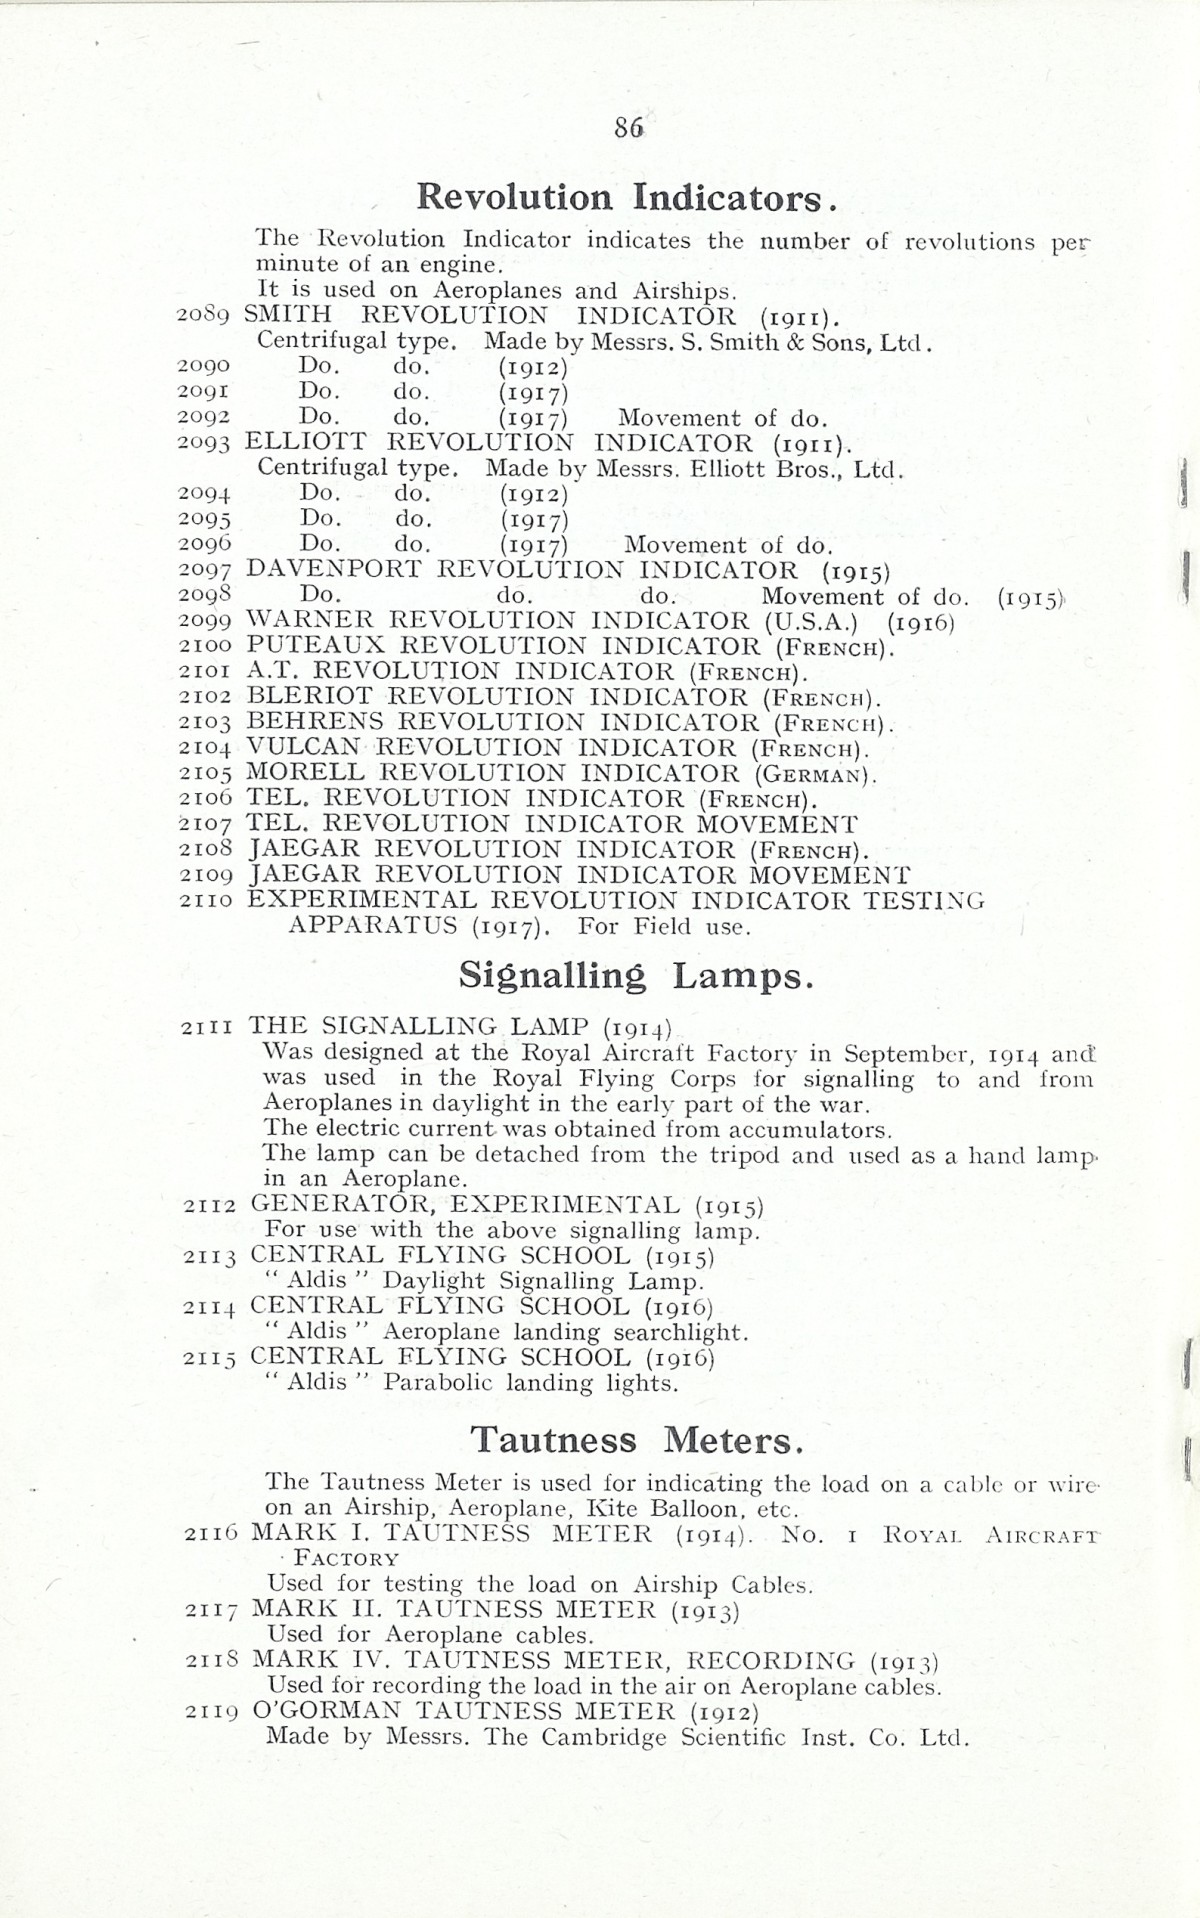 86
Revolution Indicators.
The Revolution Indicator indicates the number of revolutions per
minute of an engine.
It is used on Aeroplanes and Airships.
2089 SMITH REVOLUTION INDICATOR (1911).
Centrifugal type. Made by Messrs. S. Smith & Sons, Ltd.
2090 Do. do. (1912)
2091 Do. do. (1917)
2092 Do. do. (1917) Movement of do.
2093 ELLIOTT REVOLUTION INDICATOR (1911).
Centrifugal type. Made by Messrs. Elliott Bros., Ltd.
2094 Do. do. (1912)
2095 Do. do. (1917)
2096 Do. do. (1917) Movement of do.
2097 DAVENPORT REVOLUTION INDICATOR (1915)
2098 Do. do. do. Movement of do. (1915)
2099 WARNER REVOLUTION INDICATOR (U.S.A.) (1916)
2100 PUTEAUX REVOLUTION INDICATOR (FRENCH).
2101 A.T. REVOLUTION INDICATOR (FRENCH).
2102 BLERIOT REVOLUTION INDICATOR (FRENCH).
2103 BEHRENS REVOLUTION INDICATOR (FRENCH).
2104 VULCAN REVOLUTION INDICATOR (FRENCH).
2105 MORELL REVOLUTION INDICATOR (GERMAN).
2106 TEL. REVOLUTION INDICATOR (FRENCH).
2107 TEL. REVOLUTION INDICATOR MOVEMENT
2108 JAEGAR REVOLUTION INDICATOR (FRENCH).
2109 JAEGAR REVOLUTION INDICATOR MOVEMENT
2110 EXPERIMENTAL REVOLUTION INDICATOR TESTING
APPARATUS (1917). For Field use.
Signalling Lamps.
2111 THE SIGNALLING LAMP (1914)
Was designed at the Royal Aircraft Factory in September, 1914 and
was used in the Royal Flying Corps for signalling to and from
Aeroplanes in daylight in the early part of the war.
The electric current was obtained from accumulators.
The lamp can be detached from the tripod and used as a hand lamp
in an Aeroplane.
2112 GENERATOR, EXPERIMENTAL (1915)
For use with the above signalling lamp.
2113 CENTRAL FLYING SCHOOL (1915)
" Aldis " Daylight Signalling Lamp.
2114 CENTRAL FLYING SCHOOL (1916)
" Aldis " Aeroplane landing searchlight.
2115 CENTRAL FLYING SCHOOL (1916)
" Aldis " Parabolic landing lights.
Tautness Meters.
The Tautness Meter is used for indicating the load on a cable or wire
on an Airship, Aeroplane, Kite Balloon, etc.
2116 MARK I. TAUTNESS METER (1914). No. 1 ROYAL AIRCRAFT
FACTORY
Used for testing the load on Airship Cables.
2117 MARK II. TAUTNESS METER (1913)
Used for Aeroplane cables.
2118 MARK IV. TAUTNESS METER, RECORDING (1913)
Used for recording the load in the air on Aeroplane cables.
2119 O'GORMAN TAUTNESS METER (1912)
Made by Messrs. The Cambridge Scientific Inst. Co. Ltd.